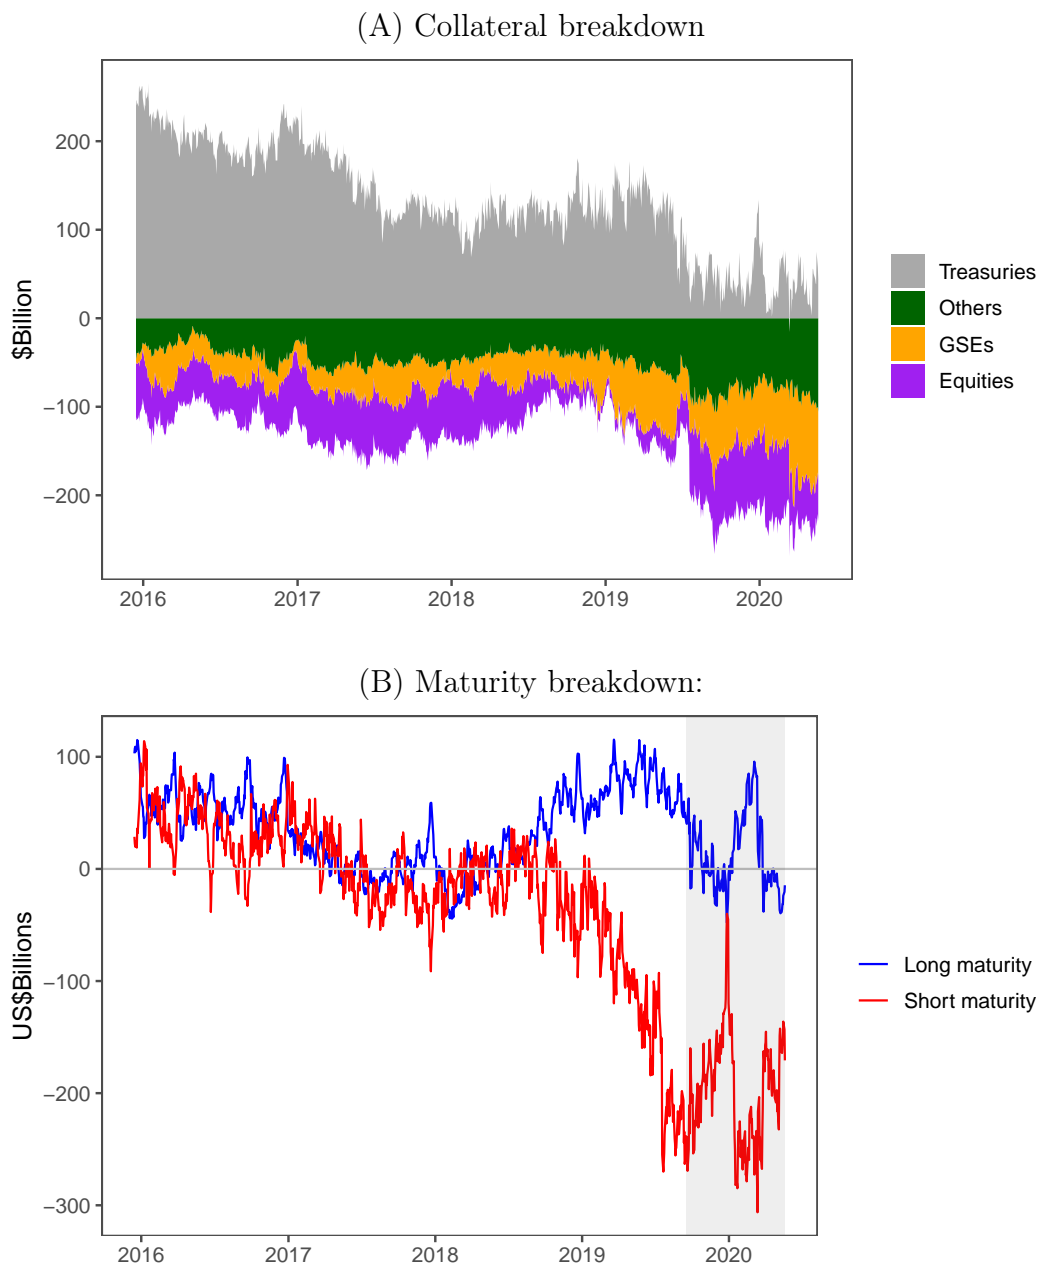 (A) Collateral breakdown
$Billion
200
100
0
−100
−200
2016 2017 2018 2019 2020
Treasuries
Others
GSEs
Equities
(B) Maturity breakdown:
US$Billions
100
0
−100
−200
−300
2016 2017 2018 2019 2020
Long maturity
Short maturity